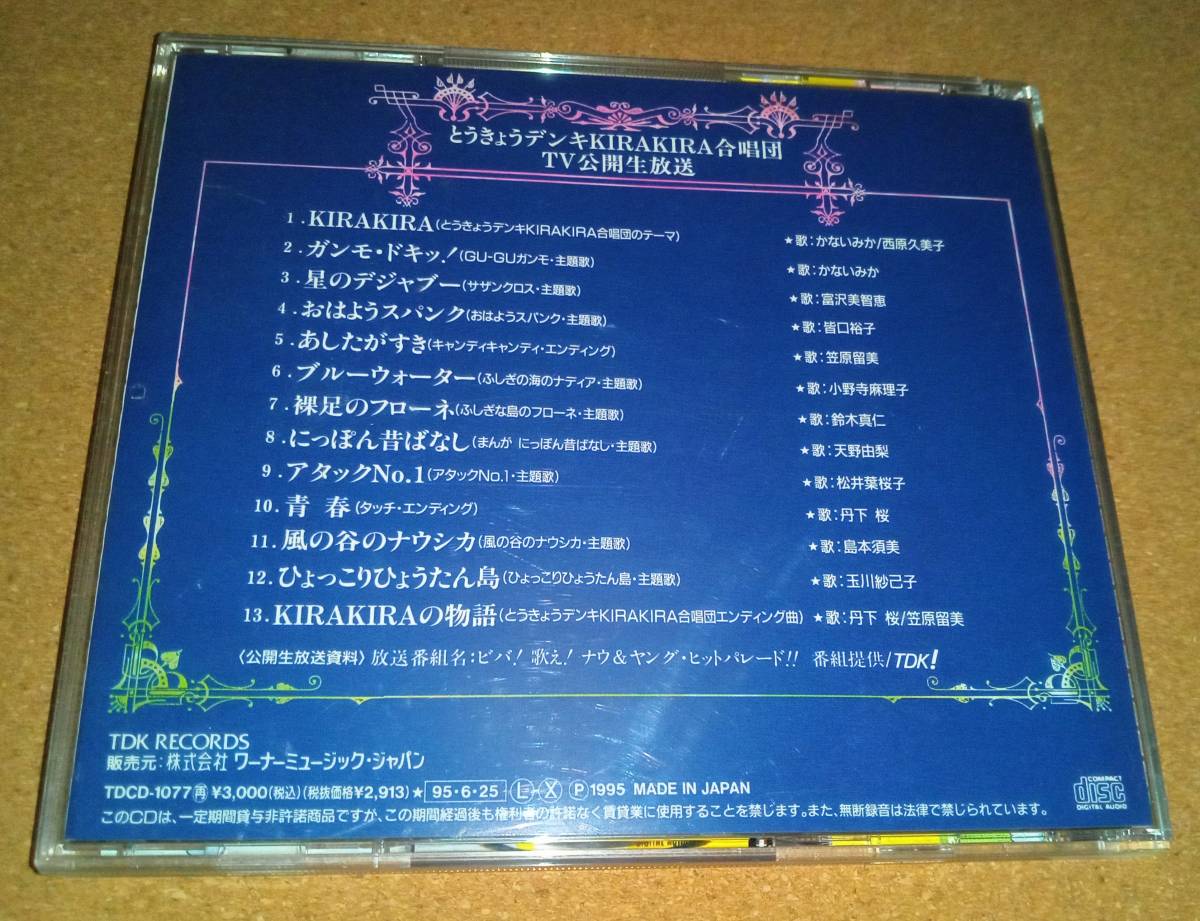 とうきょうデンキKIRAKIRA合唱団
TV公開生放送
1.KIRAKIRA(とうきょうデンキKIRAKIRA合唱団のテーマ) ★歌:かないみか/西原久美子
2.ガンモ・ドキッ!(GU-GUガンモ・主題歌) ★歌:かないみか
3.星のデジャブー(サザンクロス・主題歌) ★歌:富沢美智恵
4.おはようスパンク(おはようスパンク・主題歌) ★歌:皆口裕子
5.あしたがすき(キャンディキャンディ・エンディング) ★歌:笠原留美
6.ブルーウォーター(ふしぎの海のナディア・主題歌) ★歌:小野寺麻理子
7.裸足のフローネ(ふしぎな島のフローネ・主題歌) ★歌:鈴木真仁
8.にっぽん昔ばなし(まんが にっぽん昔ばなし・主題歌) ★歌:天野由梨
9.アタックNo.1(アタックNo.1・主題歌) ★歌:松井菜桜子
10.青 春(タッチ・エンディング) ★歌:丹下 桜
11.風の谷のナウシカ(風の谷のナウシカ・主題歌) ★歌:島本須美
12.ひょっこりひょうたん島(ひょっこりひょうたん島・主題歌) ★歌:玉川紗己子
13.KIRAKIRAの物語(とうきょうデンキKIRAKIRA合唱団エンディング曲) ★歌:丹下 桜/笠原留美
〈公開生放送資料〉放送番組名:ビバ!歌え!ナウ&ヤング・ヒットパレード!! 番組提供/TDK!
TDK RECORDS
販売元:株式会社 ワーナーミュージック・ジャパン
TDCD-1077 再 ¥3,000(税込)(税抜価格¥2,913)★ 95・6・25 L-X Ⓟ 1995 MADE IN JAPAN
このCDは、一定期間貸与非許諾商品ですが、この期間経過後も権利者の許諾なく賃貸業に使用することを禁じます。また、無断録音は法律で禁じられています。
COMPACT
disc
DIGITAL AUDIO